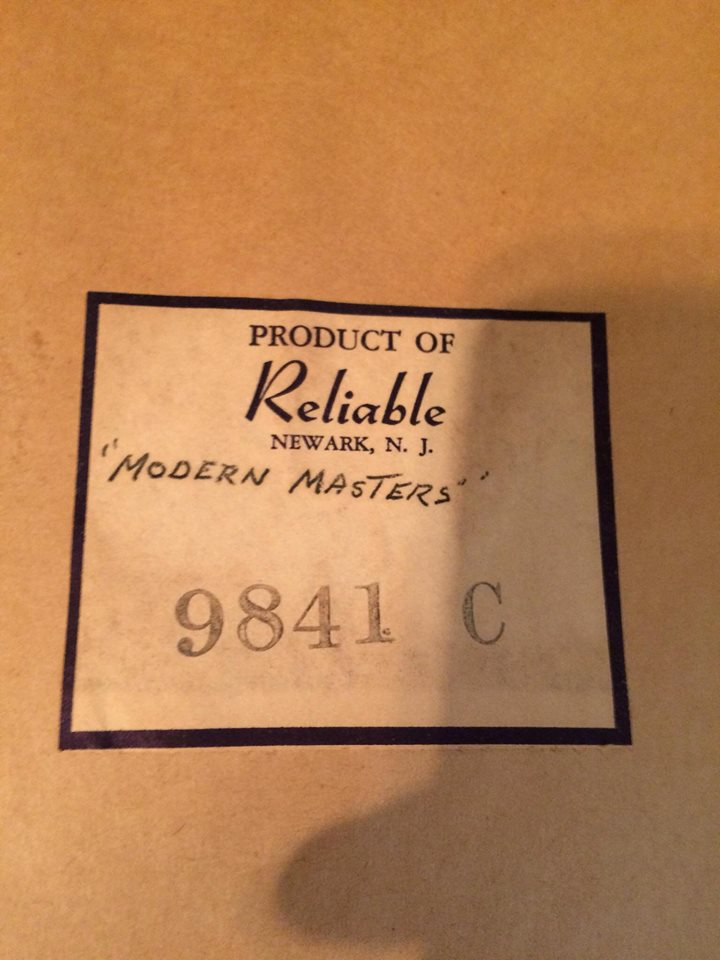 PRODUCT OF
Reliable
NEWARK, N. J.
"MODERN MASTERS"
9841 C